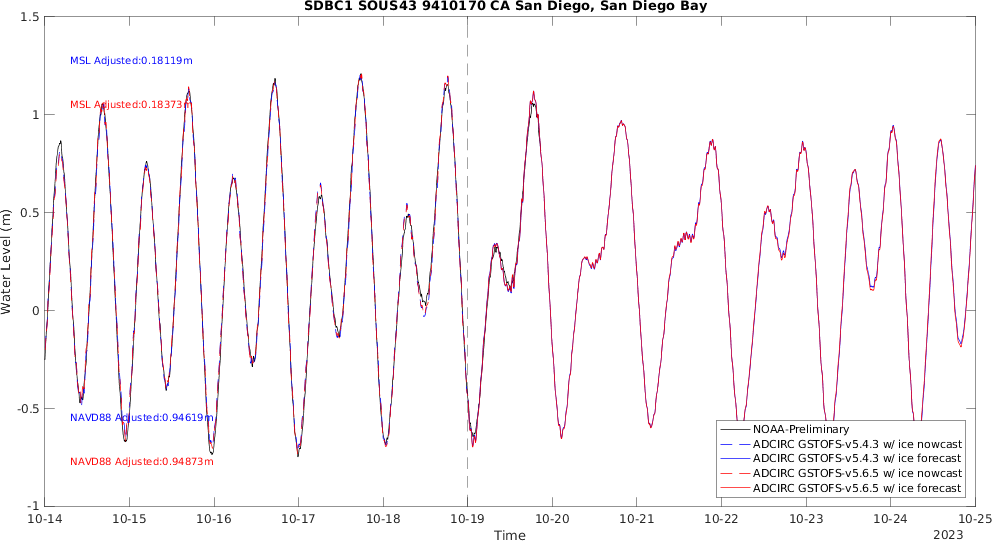 SDBC1 SOUS43 9410170 CA San Diego, San Diego Bay
1.5
1
0.5
0
-0.5
-1
Water Level (m)
MSL Adjusted:0.18119m
MSL Adjusted:0.18373m
NAVD88 Adjusted:0.94619m
NAVD88 Adjusted:0.94873m
NOAA-Preliminary
ADCIRC GSTOFS-v5.4.3 w/ ice nowcast
ADCIRC GSTOFS-v5.4.3 w/ ice forecast
ADCIRC GSTOFS-v5.6.5 w/ ice nowcast
ADCIRC GSTOFS-v5.6.5 w/ ice forecast
10-14 10-15 10-16 10-17 10-18 10-19 10-20 10-21 10-22 10-23 10-24 10-25
Time
2023